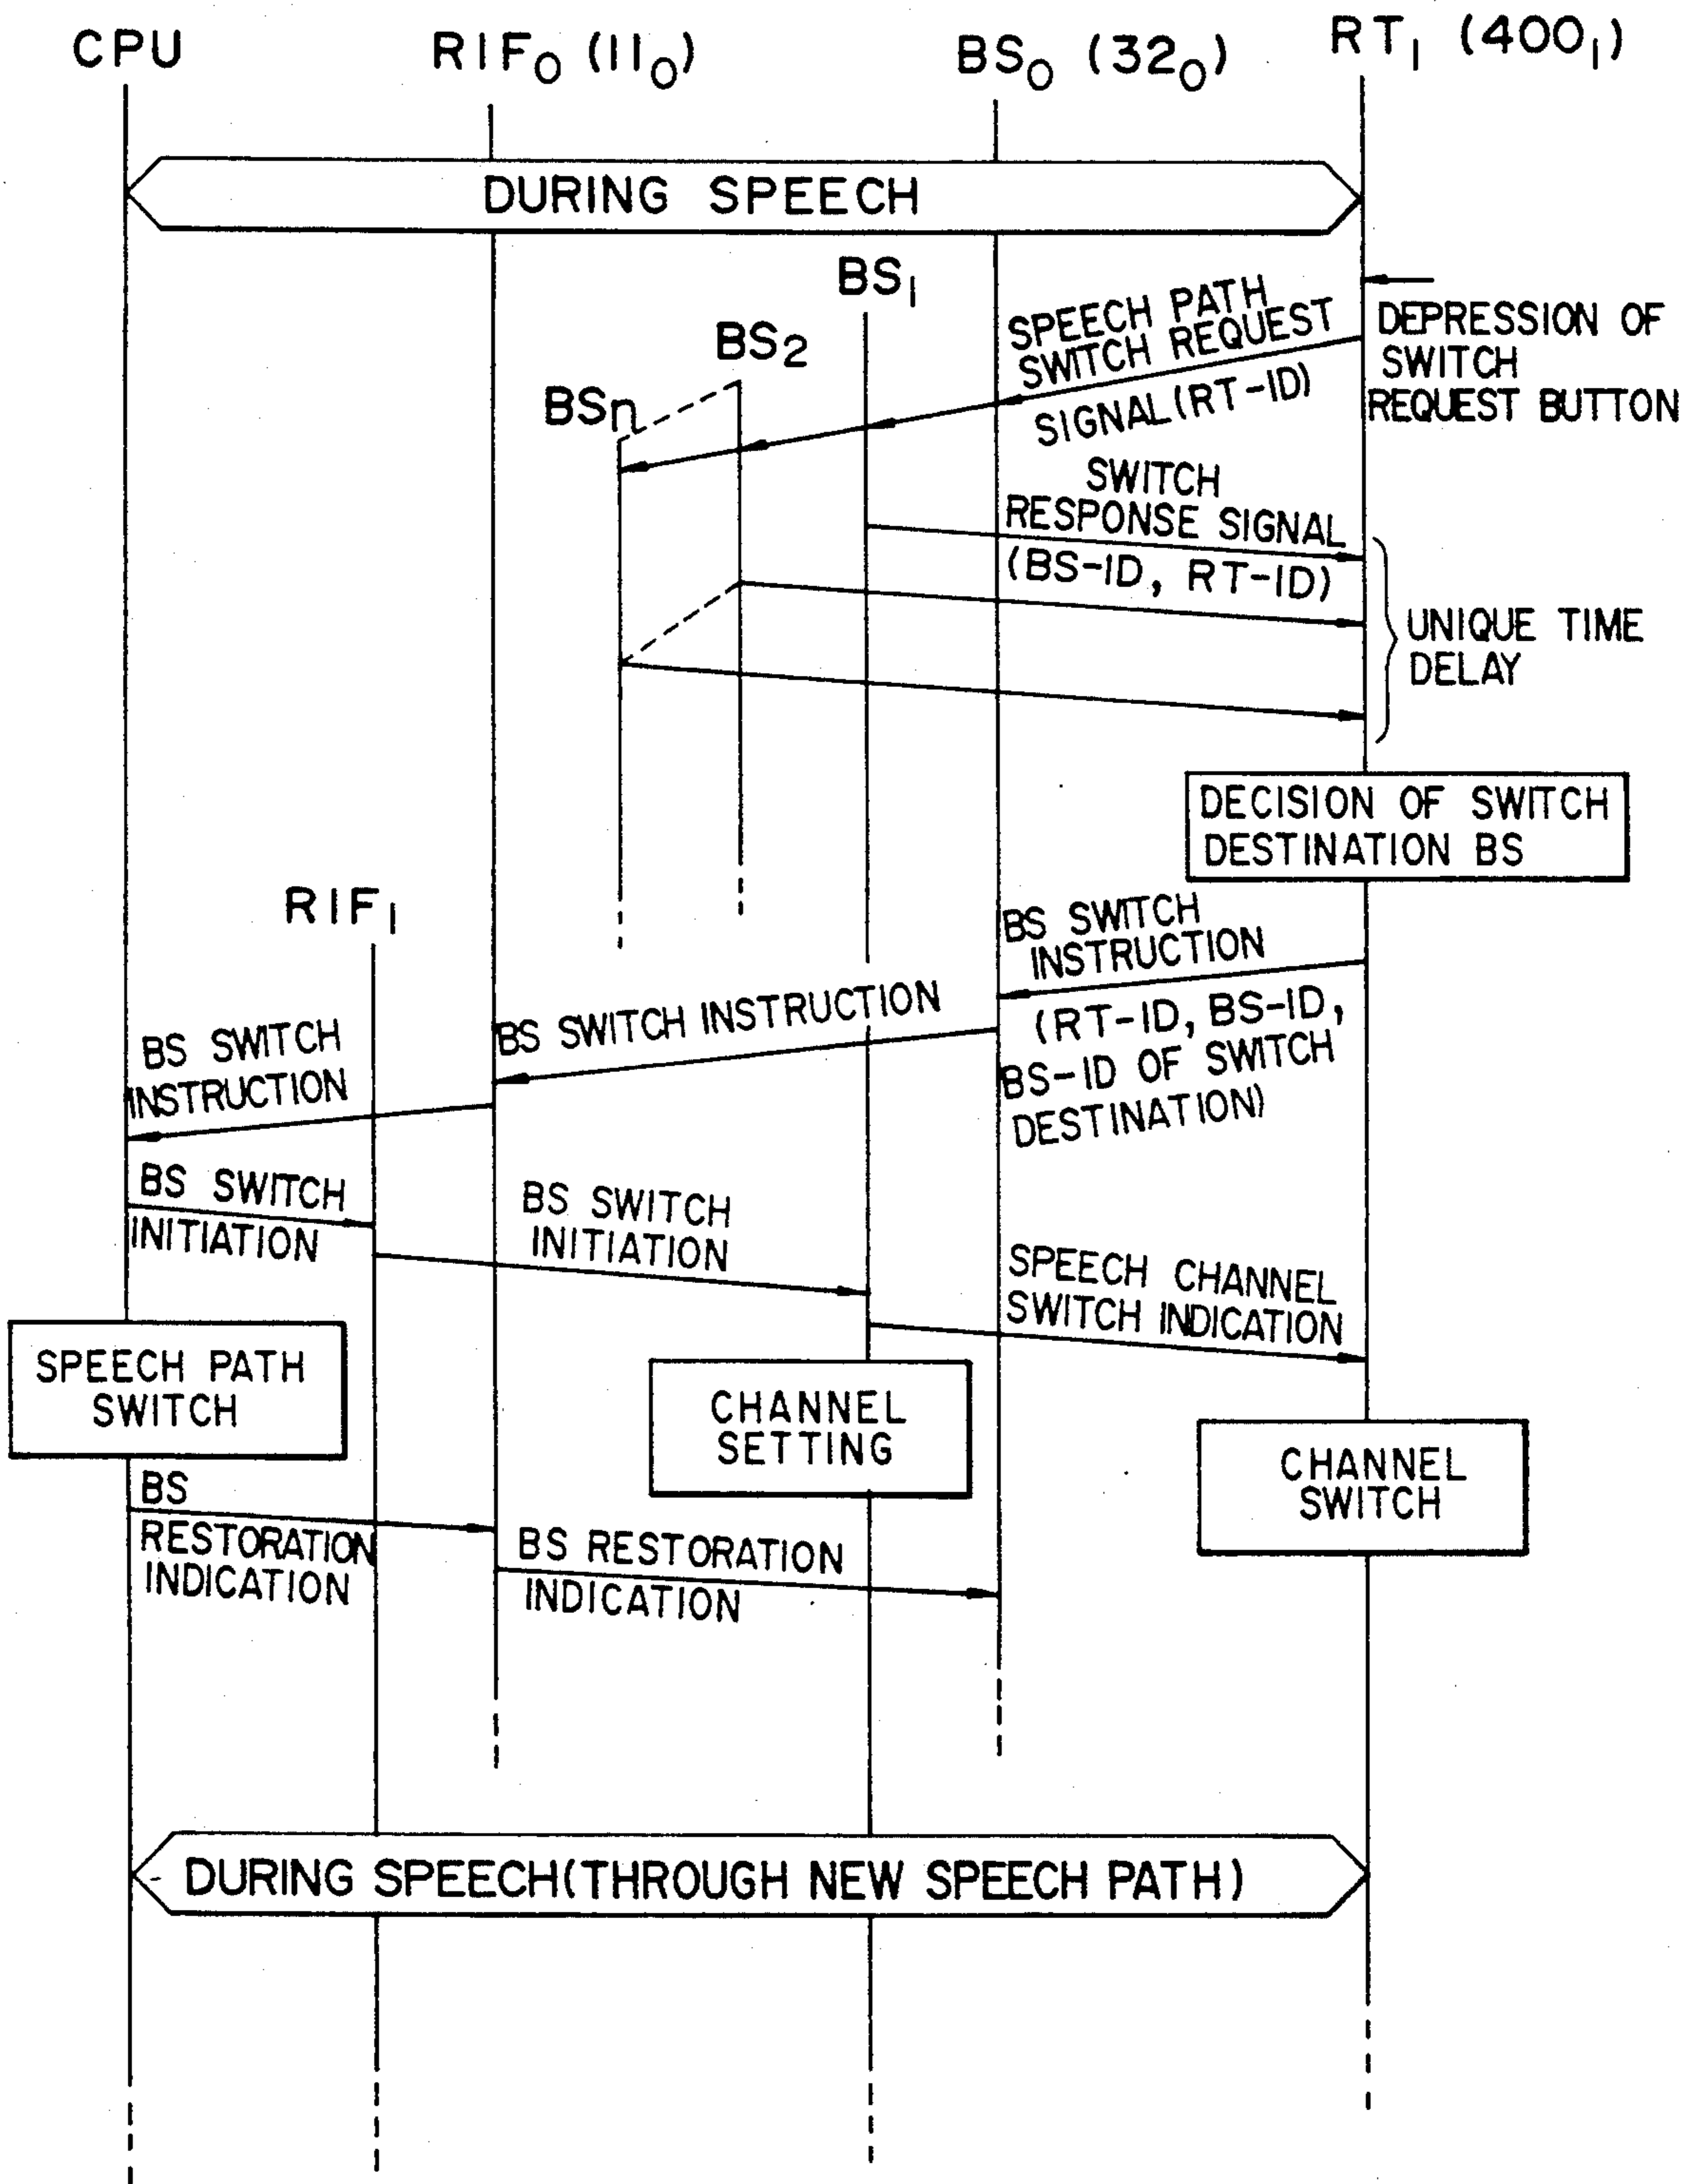 CPU
RIF0 (110)
BS0 (320)
RT1 (4001)
DURING SPEECH
BS1
BS2
BSn
SPEECH PATH
SWITCH REQUEST
SIGNAL (RT-ID)
DEPRESSION OF
SWITCH
REQUEST BUTTON
SWITCH
RESPONSE SIGNAL
(BS-ID, RT-ID)
UNIQUE TIME
DELAY
DECISION OF SWITCH
DESTINATION BS
RIF1
BS SWITCH
INSTRUCTION
(RT-ID, BS-ID,
BS-ID OF SWITCH
DESTINATION)
BS SWITCH INSTRUCTION
BS SWITCH
INSTRUCTION
BS SWITCH
INITIATION
BS SWITCH
INITIATION
SPEECH CHANNEL
SWITCH INDICATION
SPEECH PATH
SWITCH
CHANNEL
SETTING
CHANNEL
SWITCH
BS
RESTORATION
INDICATION
BS RESTORATION
INDICATION
DURING SPEECH (THROUGH NEW SPEECH PATH)